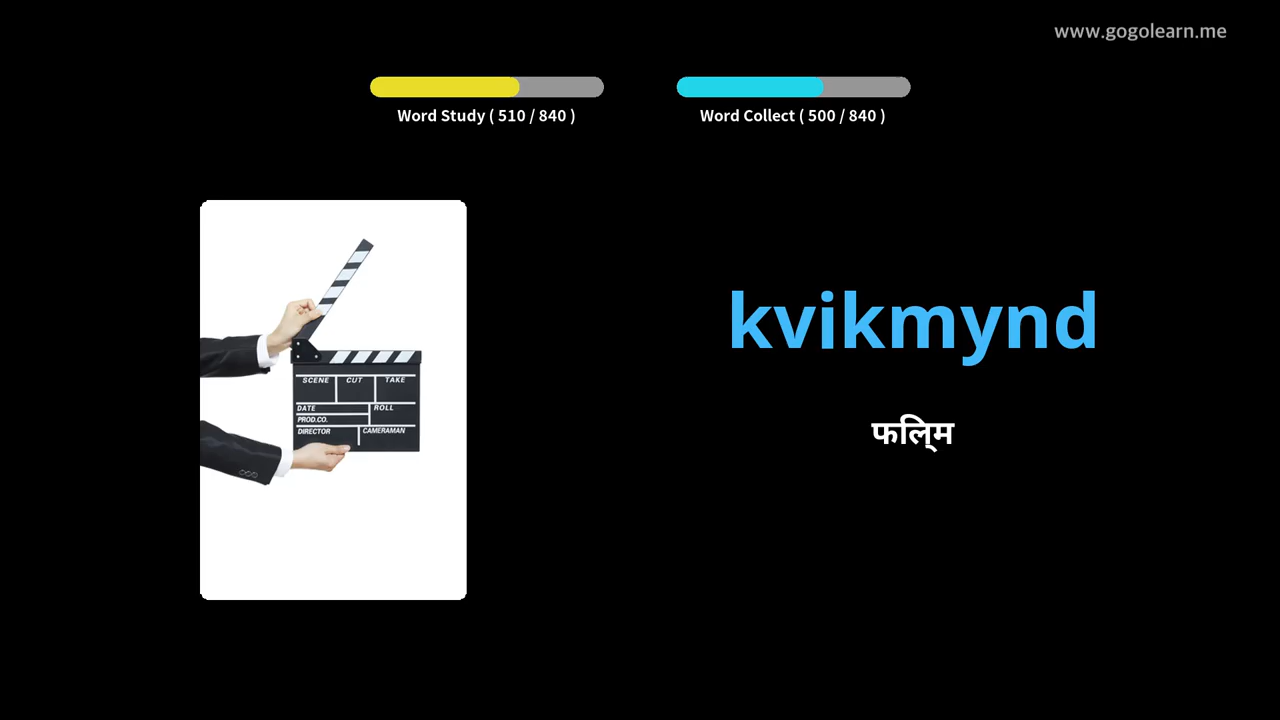 www.gogolearn.me
Word Study ( 510 / 840 )
Word Collect ( 500 / 840 )
SCENE CUT TAKE
DATE ROLL
PROD.CO.
DIRECTOR CAMERAMAN
kvikmynd
फिल्म